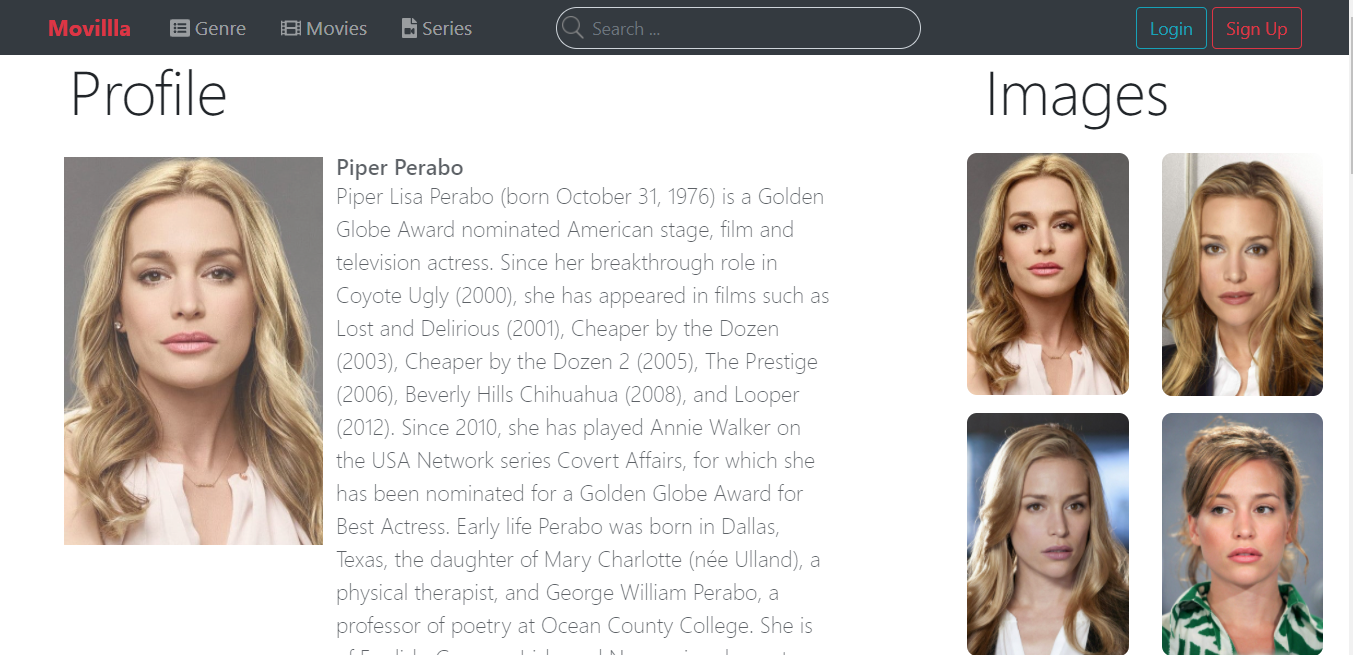 Movillla Genre Movies Series Search ... Login Sign Up
Profile
Images
Piper Perabo
Piper Lisa Perabo (born October 31, 1976) is a Golden
Globe Award nominated American stage, film and
television actress. Since her breakthrough role in
Coyote Ugly (2000), she has appeared in films such as
Lost and Delirious (2001), Cheaper by the Dozen
(2003), Cheaper by the Dozen 2 (2005), The Prestige
(2006), Beverly Hills Chihuahua (2008), and Looper
(2012). Since 2010, she has played Annie Walker on
the USA Network series Covert Affairs, for which she
has been nominated for a Golden Globe Award for
Best Actress. Early life Perabo was born in Dallas,
Texas, the daughter of Mary Charlotte (née Ulland), a
physical therapist, and George William Perabo, a
professor of poetry at Ocean County College. She is